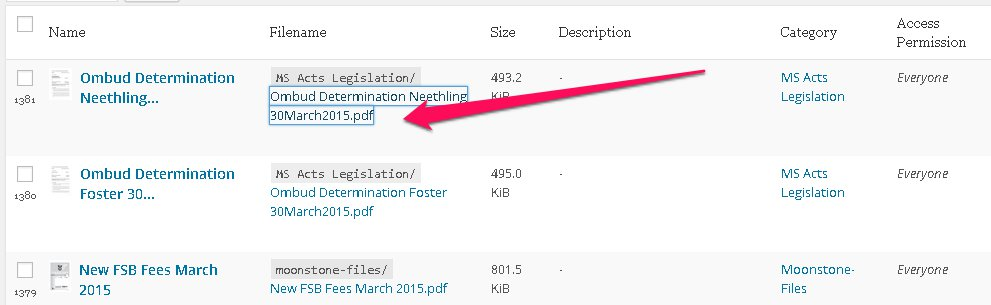 Name Filename Size Description Category Access
Permission
Ombud Determination MS Acts Legislation/ 493.2 - MS Acts Everyone
Neethling... Ombud Determination Neethling KiB Legislation
1381 30March2015.pdf
Ombud Determination MS Acts Legislation/ 495.0 - MS Acts Everyone
Foster 30... Ombud Determination Foster KiB Legislation
1380 30March2015.pdf
New FSB Fees March moonstone-files/ 801.5 - Moonstone- Everyone
2015 New FSB Fees March 2015.pdf KiB Files
1379